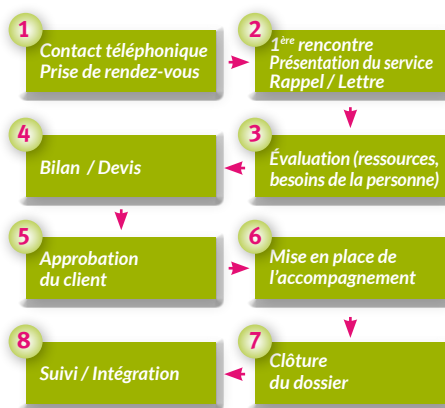 1
Contact téléphonique
Prise de rendez-vous
2
1ère rencontre
Présentation du service
Rappel / Lettre
3
Évaluation (ressources,
besoins de la personne)
4
Bilan / Devis
5
Approbation
du client
6
Mise en place de
l'accompagnement
7
Clôture
du dossier
8
Suivi / Intégration